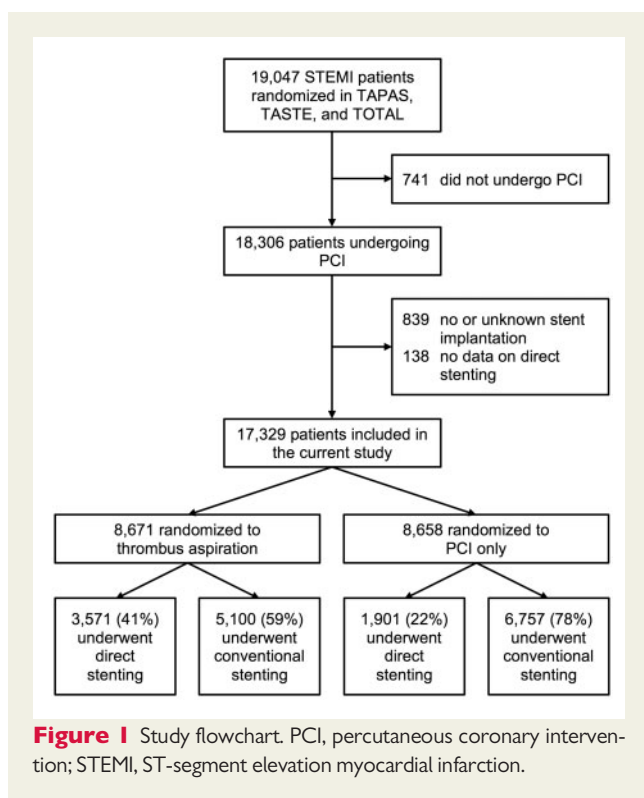 19,047 STEMI patients
randomized in TAPAS,
TASTE, and TOTAL
741 did not undergo PCI
18,306 patients undergoing
PCI
839 no or unknown stent
implantation
138 no data on direct
stenting
17,329 patients included in
the current study
8,671 randomized to
thrombus aspiration
8,658 randomized to
PCI only
3,571 (41%)
underwent
direct
stenting
5,100 (59%)
underwent
conventional
stenting
1,901 (22%)
underwent
direct
stenting
6,757 (78%)
underwent
conventional
stenting
Figure 1 Study flowchart. PCI, percutaneous coronary interven-
tion; STEMI, ST-segment elevation myocardial infarction.